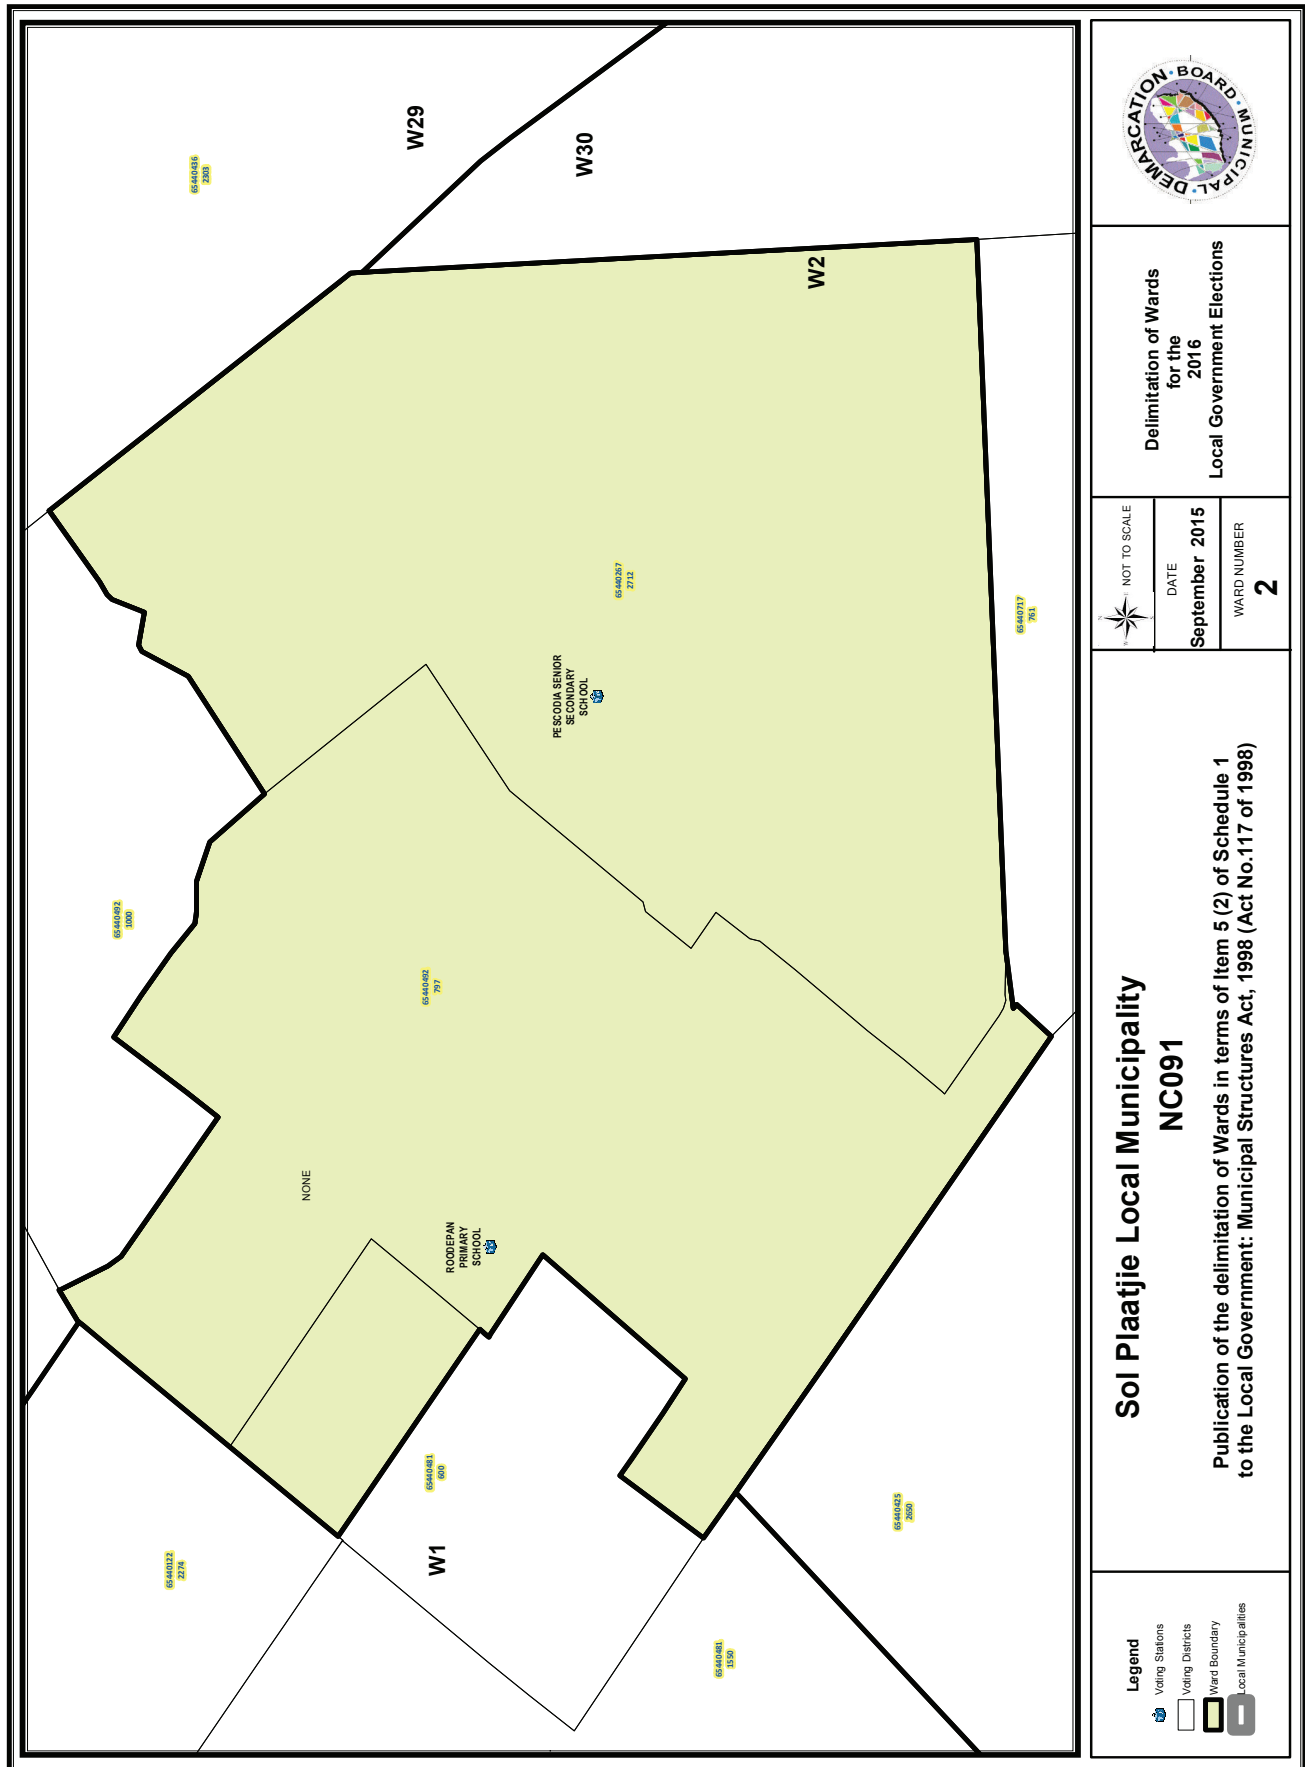 65440436
2303
W29
W30
W2
65440492
1000
65440267
2712
PESCODIA SENIOR
SECONDARY
SCHOOL
65440717
761
65440492
797
NONE
ROODEPAN
PRIMARY
SCHOOL
65440122
2274
65440481
600
W1
65440481
1550
65440425
2650
Legend
Voting Stations
Voting Districts
Ward Boundary
Local Municipalities
Sol Plaatjie Local Municipality
NC091
Publication of the delimitation of Wards in terms of Item 5 (2) of Schedule 1
to the Local Government: Municipal Structures Act, 1998 (Act No.117 of 1998)
NOT TO SCALE
DATE
September 2015
WARD NUMBER
2
Delimitation of Wards
for the
2016
Local Government Elections
MUNICIPAL • DEMARCATION • BOARD •